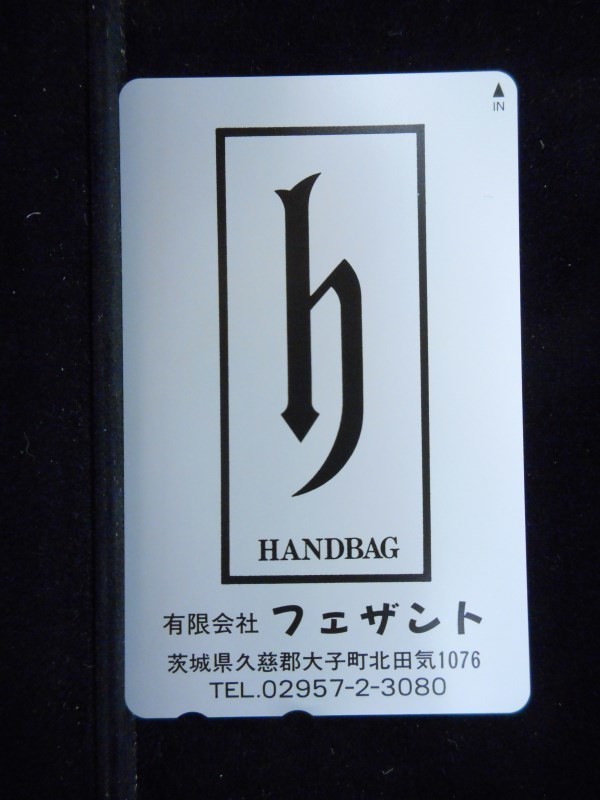 ▲
IN
h
HANDBAG
有限会社 フェザント
茨城県久慈郡大子町北田気1076
TEL.02957-2-3080